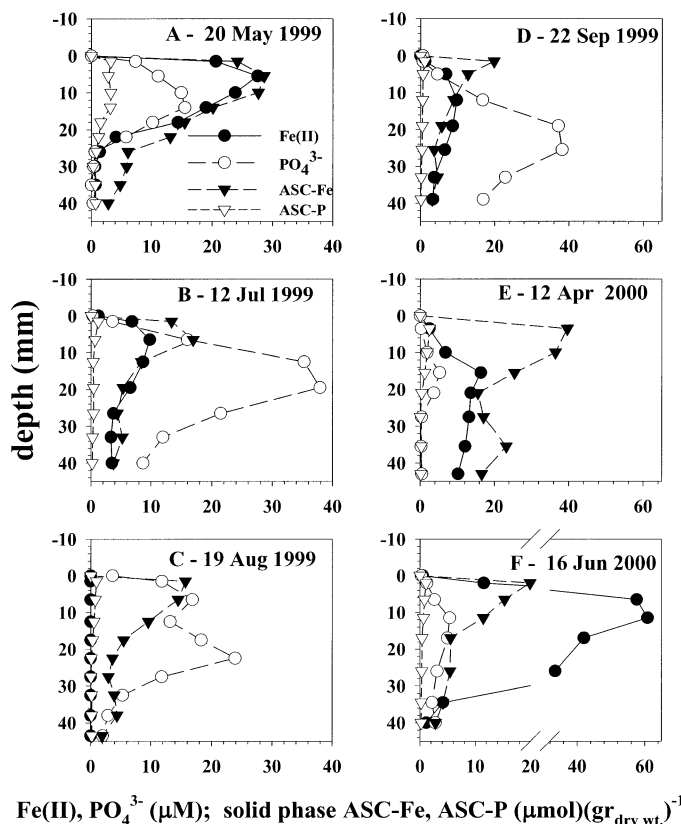 A - 20 May 1999
-10
0
10
20
30
40
Fe(II)
PO₄³⁻
ASC-Fe
ASC-P
0 10 20 30 40
D - 22 Sep 1999
-10
0
10
20
30
40
0 20 40 60
B - 12 Jul 1999
-10
0
10
20
30
40
0 10 20 30 40
E - 12 Apr 2000
-10
0
10
20
30
40
0 20 40 60
depth (mm)
C - 19 Aug 1999
-10
0
10
20
30
40
0 10 20 30 40
F - 16 Jun 2000
-10
0
10
20
30
40
0 10 20 40 60
Fe(II), PO₄³⁻ (μM); solid phase ASC-Fe, ASC-P (μmol)(gr dry wt.)⁻¹